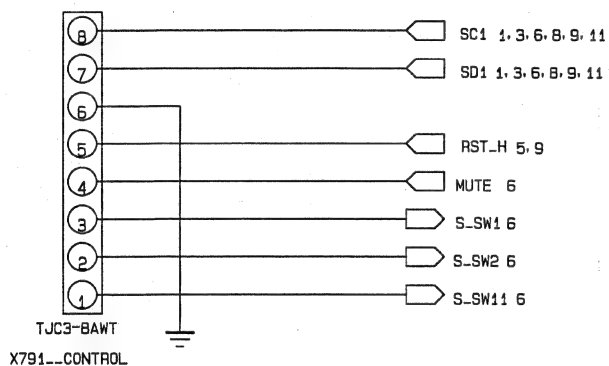 8 SC1 1,3,6,8,9,11
7 SD1 1,3,6,8,9,11
6
5 RST_H 5,9
4 MUTE 6
3 S_SW1 6
2 S_SW2 6
1 S_SW11 6
TJC3-8AWT
X791__CONTROL